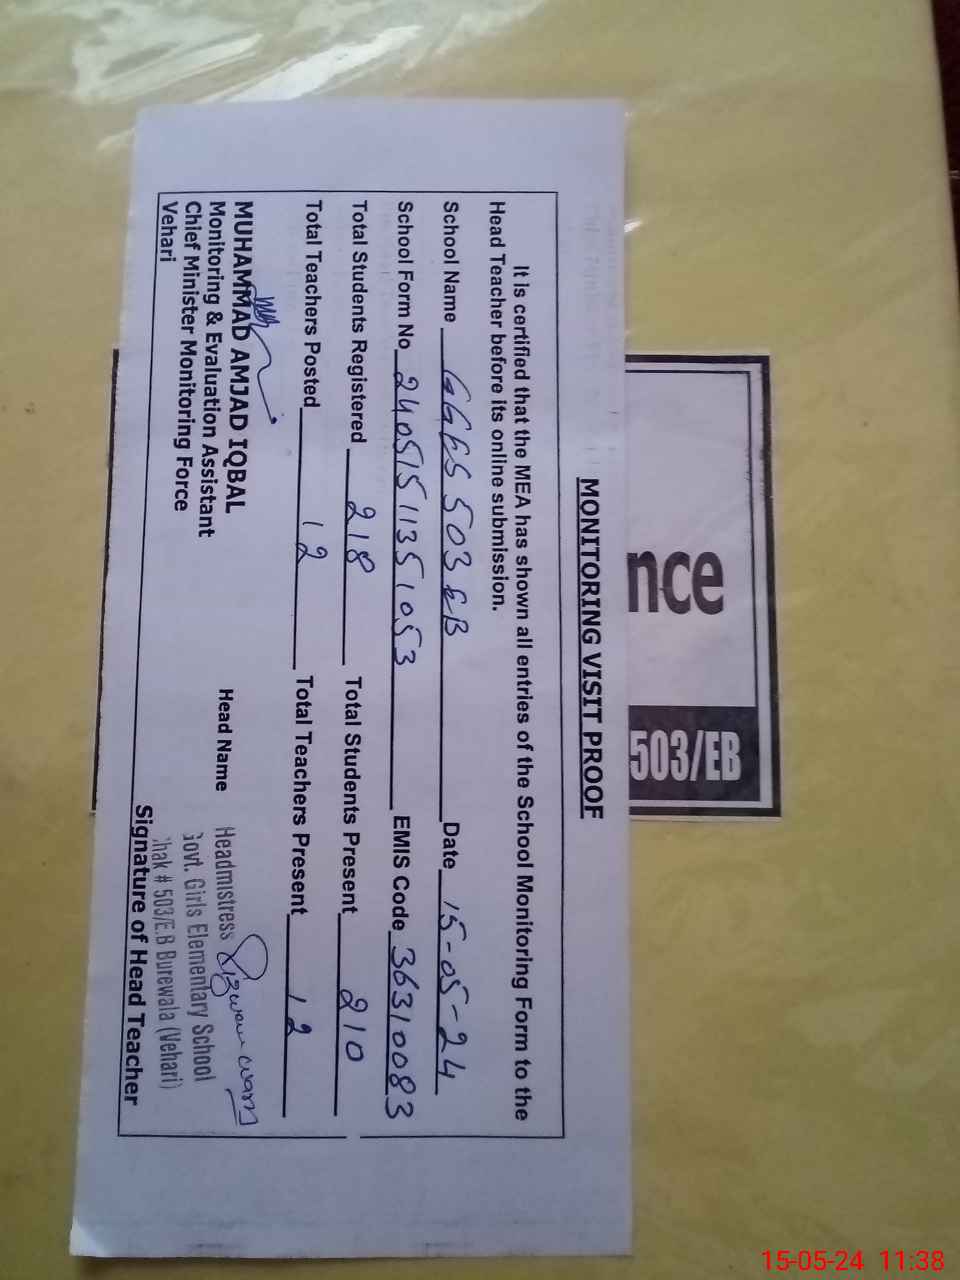 MONITORING VISIT PROOF
It is certified that the MEA has shown all entries of the School Monitoring Form to the
Head Teacher before its online submission.
School Name GGES 503 EB Date 15-05-24
School Form No 24051511351053 EMIS Code 36310083
Total Students Registered 218 Total Students Present 210
Total Teachers Posted 12 Total Teachers Present 12
MUHAMMAD AMJAD IQBAL
Monitoring & Evaluation Assistant
Chief Minister Monitoring Force
Vehari
Head Name
Headmistress
Govt. Girls Elementary School
Chak # 503/E.B Burewala (Vehari)
Signature of Head Teacher
nce
503/EB
15-05-24 11:38